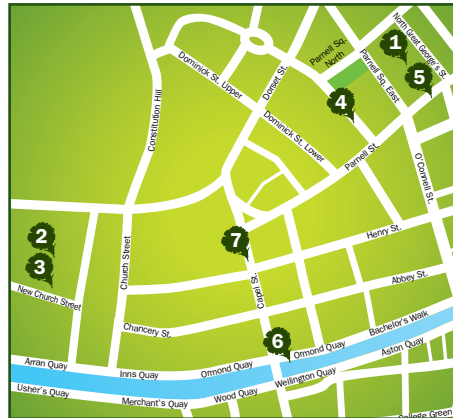 North Great George's St.
1
Parnell Sq.
North
Parnell Sq. East
5
Dorset St.
Dominick St. Upper
4
Constitution Hill
Dominick St. Lower
Parnell St.
O'Connell St.
2
7
Henry St.
3
Church Street
New Church Street
Capel St.
Abbey St.
Chancery St.
6
Bachelor's Walk
Ormond Quay
Aston Quay
Arran Quay
Inns Quay
Ormond Quay
Wellington Quay
Usher's Quay
Merchant's Quay
Wood Quay
College Green